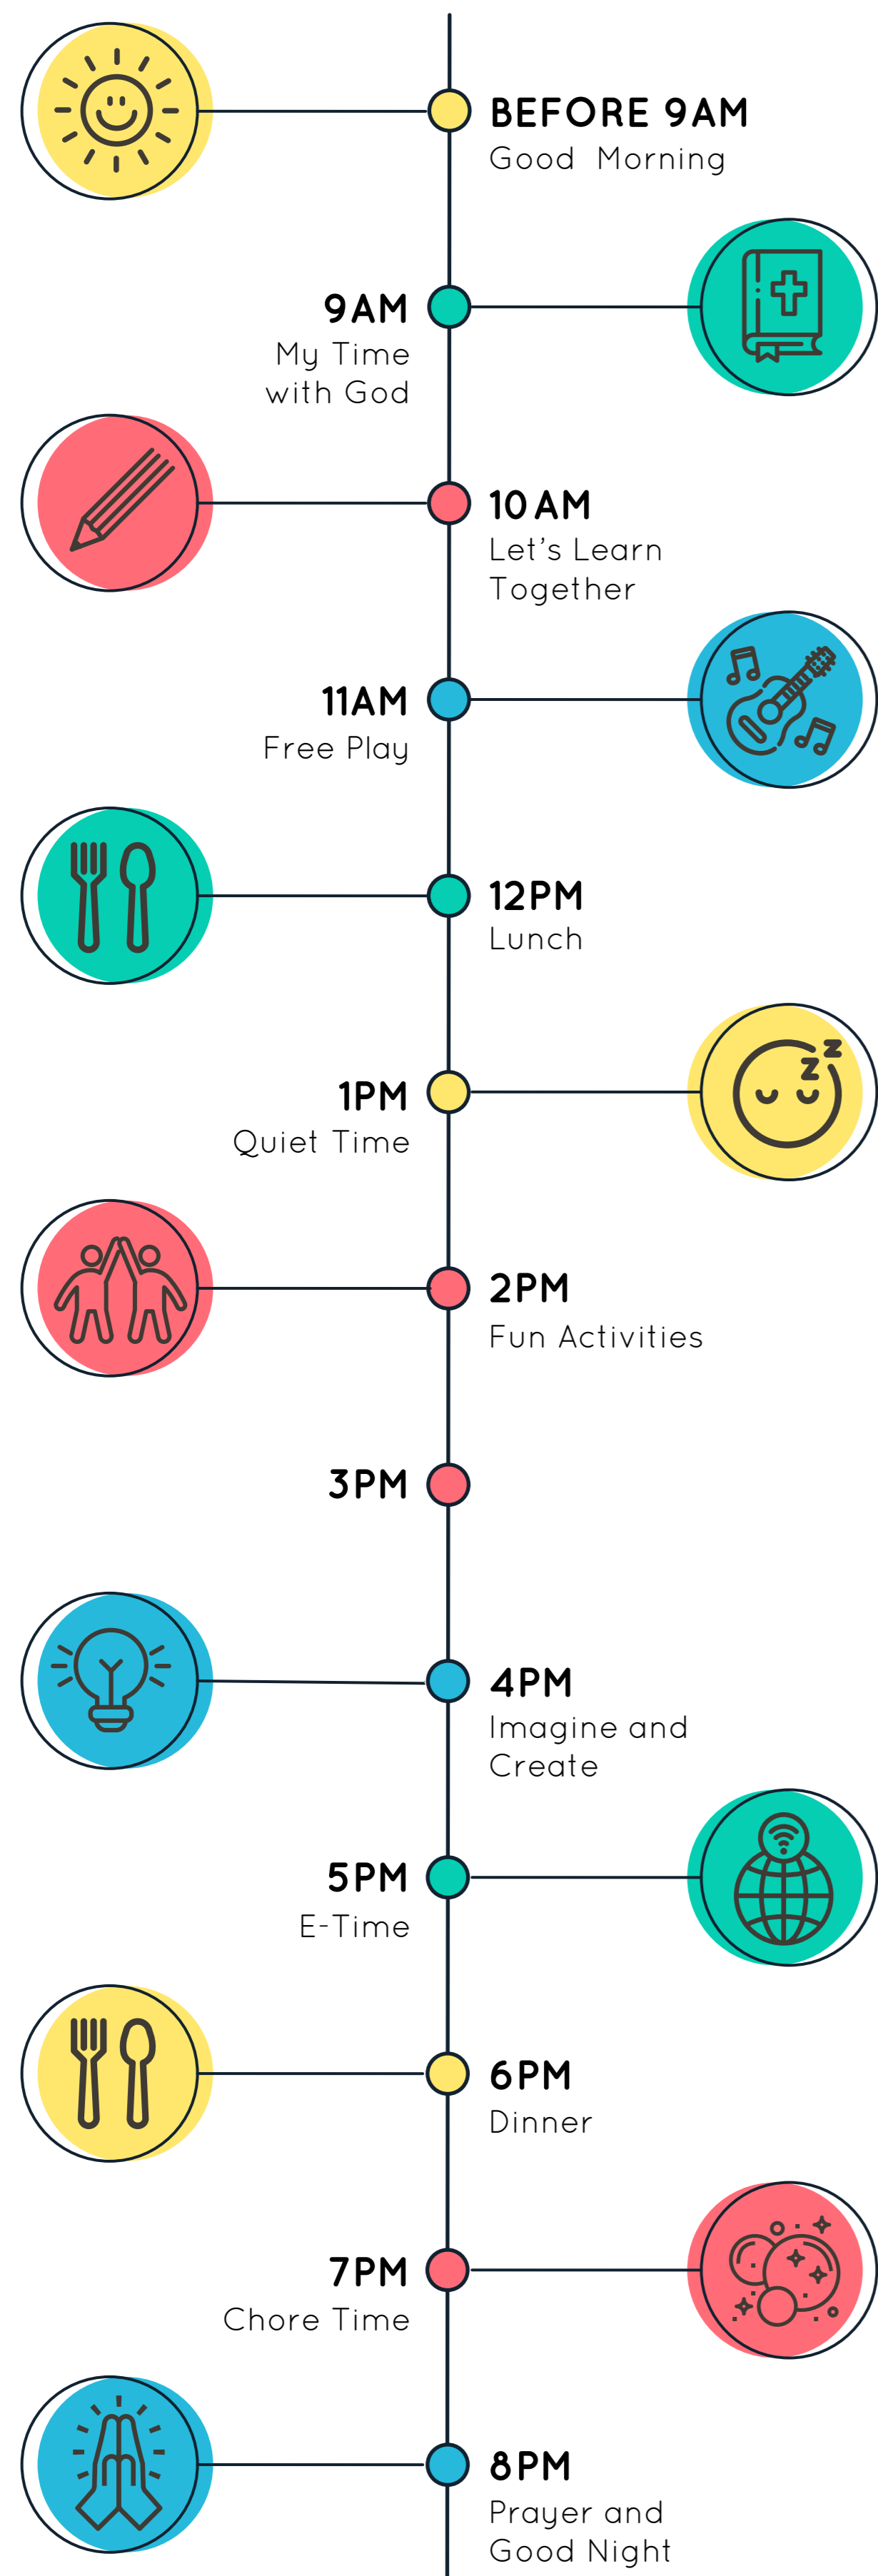 BEFORE 9AM
Good Morning
9AM
My Time
with God
10AM
Let's Learn
Together
11AM
Free Play
12PM
Lunch
1PM
Quiet Time
2PM
Fun Activities
3PM
4PM
Imagine and
Create
5PM
E-Time
6PM
Dinner
7PM
Chore Time
8PM
Prayer and
Good Night